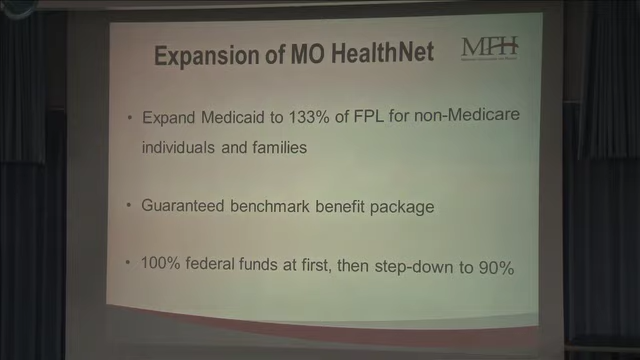 Expansion of MO HealthNet
MFH
• Expand Medicaid to 133% of FPL for non-Medicare
individuals and families
• Guaranteed benchmark benefit package
• 100% federal funds at first, then step-down to 90%